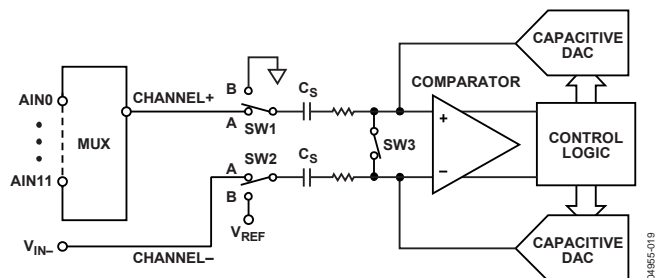 CAPACITIVE
DAC
COMPARATOR
B
CS
AIN0
CHANNEL+
A
SW1
+
MUX
SW3
CONTROL
LOGIC
SW2
CS
AIN11
A
–
B
VREF
VIN–
CHANNEL–
CAPACITIVE
DAC
04955-019